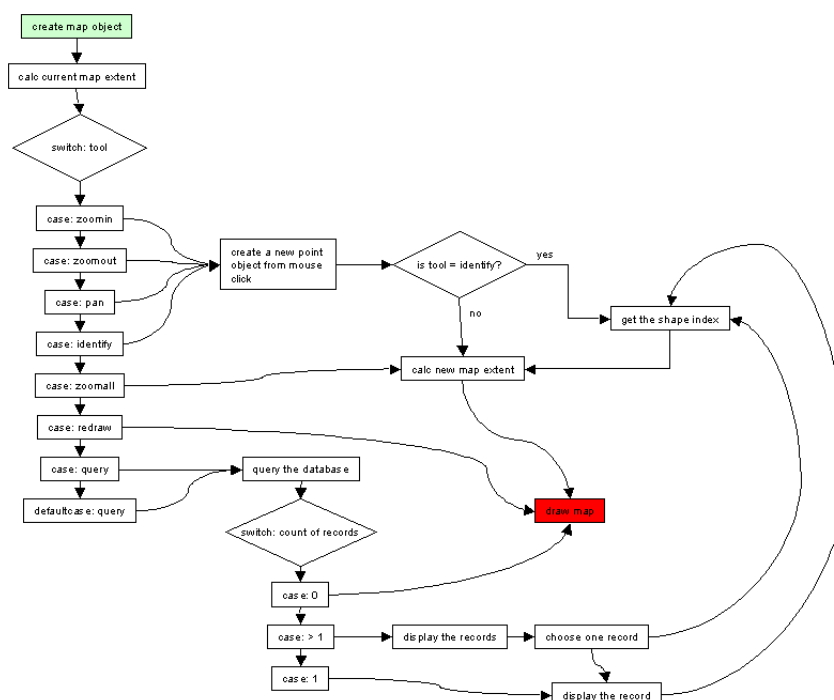 create map object
calc current map extent
switch: tool
case: zoomin
case: zoomout
case: pan
case: identify
case: zoomall
case: redraw
case: query
defaultcase: query
create a new point
object from mouse
click
is tool = identify?
yes
no
get the shape index
calc new map extent
query the database
switch: count of records
draw map
case: 0
case: > 1
display the records
choose one record
case: 1
display the record